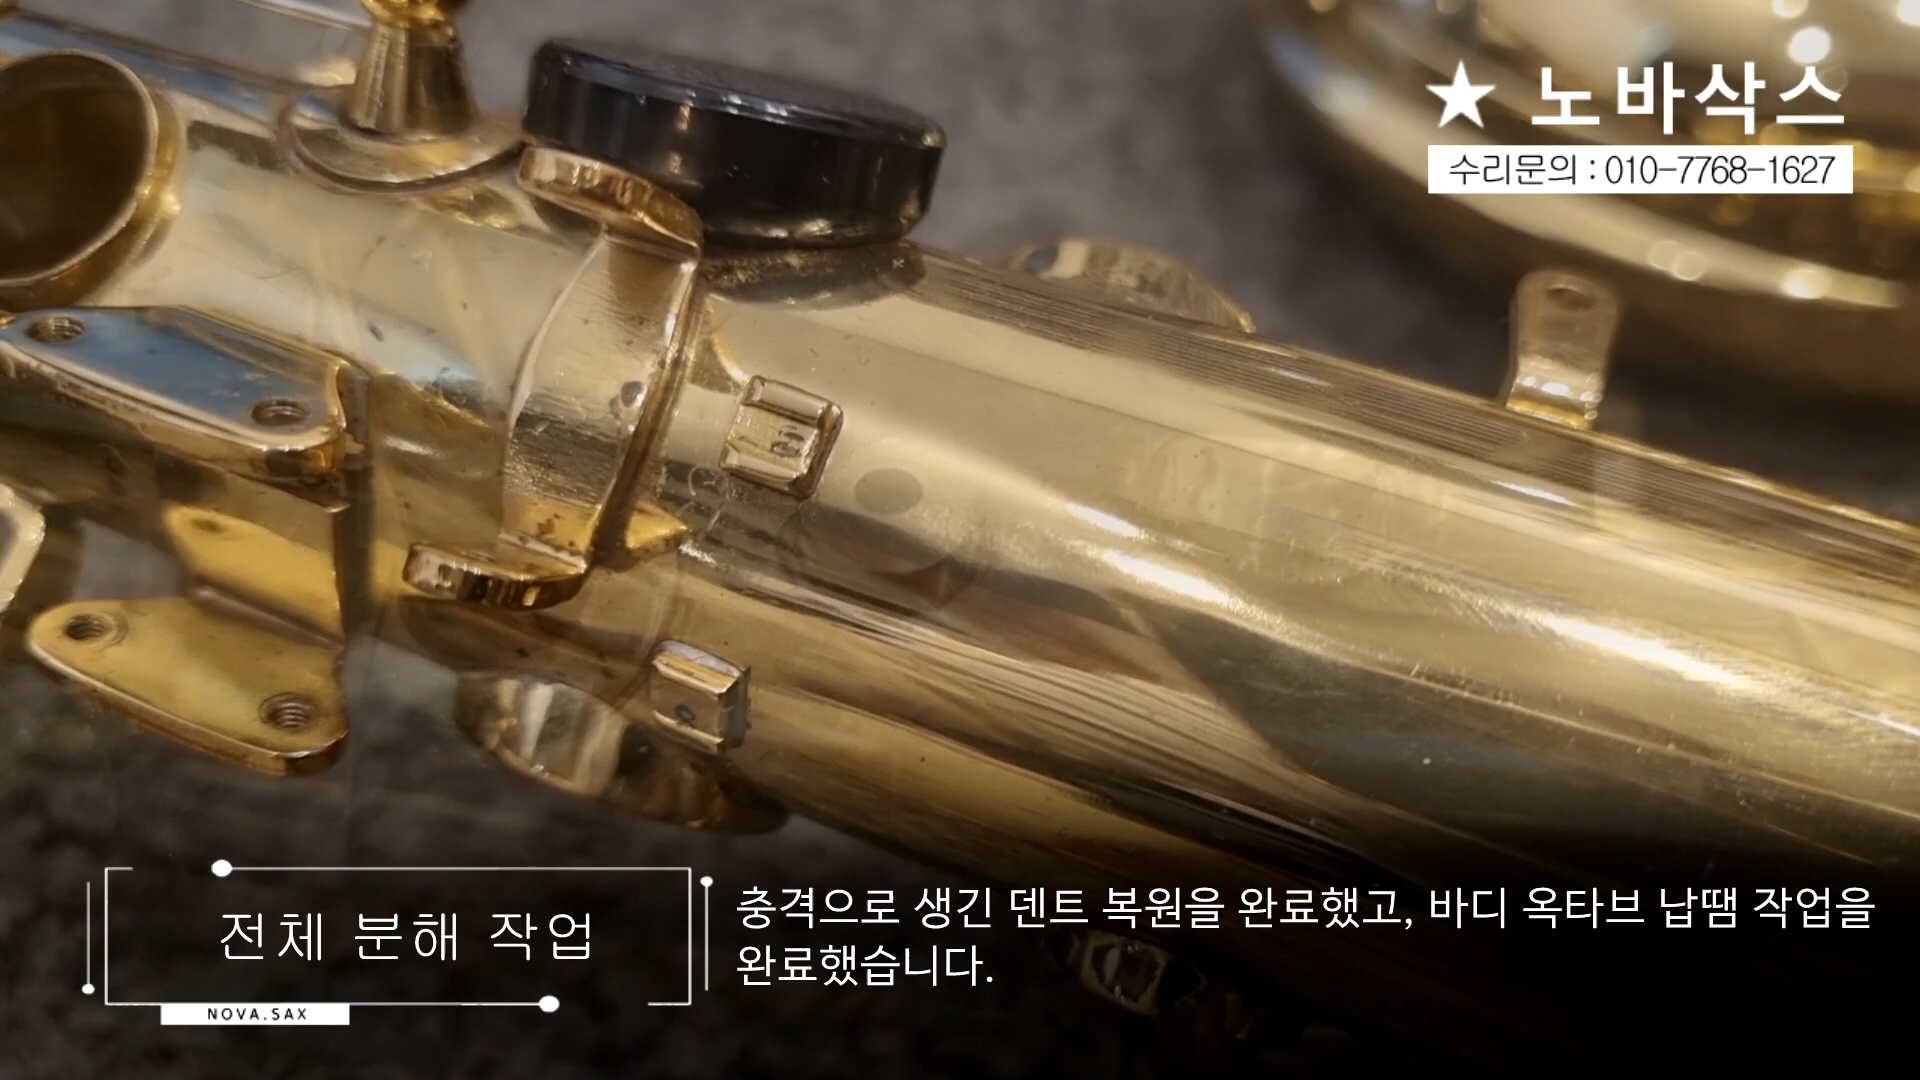 ★ 노바삭스
수리문의 : 010-7768-1627
전체 분해 작업
NOVA.SAX
충격으로 생긴 덴트 복원을 완료했고, 바디 옥타브 납땜 작업을
완료했습니다.